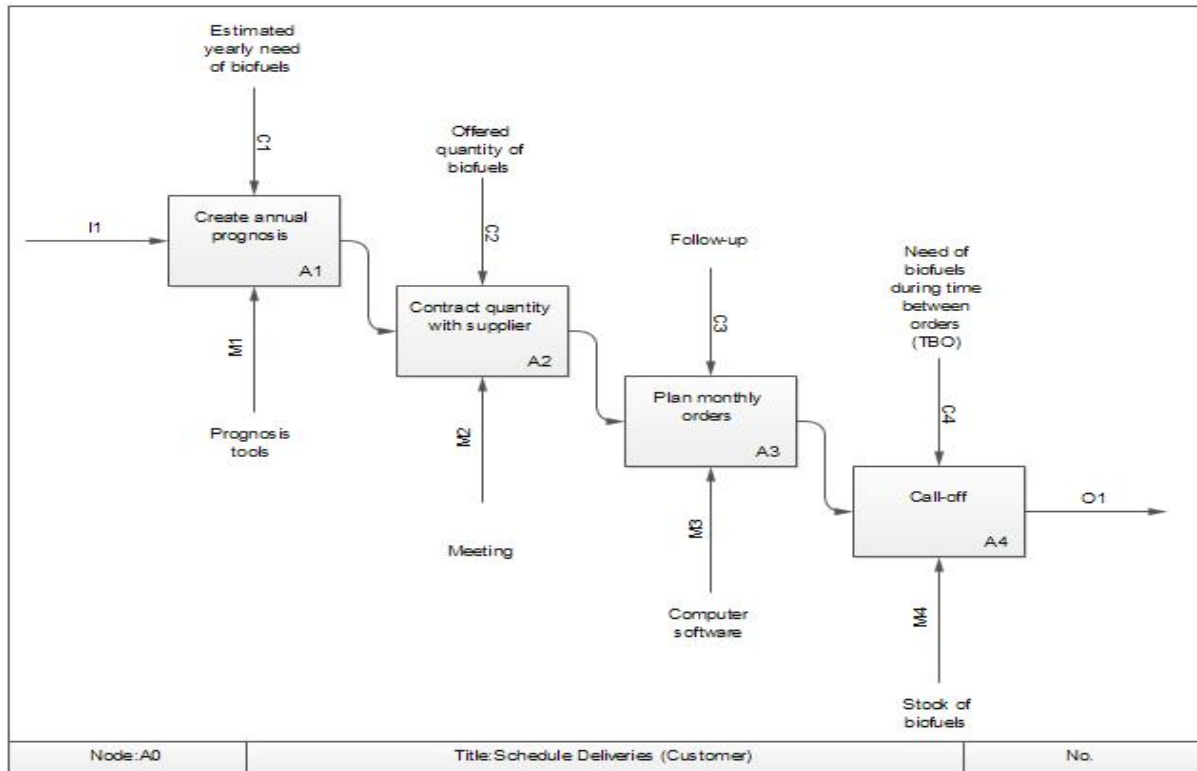 Estimated
yearly need
of biofuels
C1
I1
Create annual
prognosis
A1
M1
Prognosis
tools
Offered
quantity of
biofuels
C2
Contract quantity
with supplier
A2
M2
Meeting
Follow-up
C3
Plan monthly
orders
A3
M3
Computer
software
Need of
biofuels
during time
between
orders
(TBO)
C4
Call-off
A4
O1
M4
Stock of
biofuels
Node:A0
Title:Schedule Deliveries (Customer)
No.